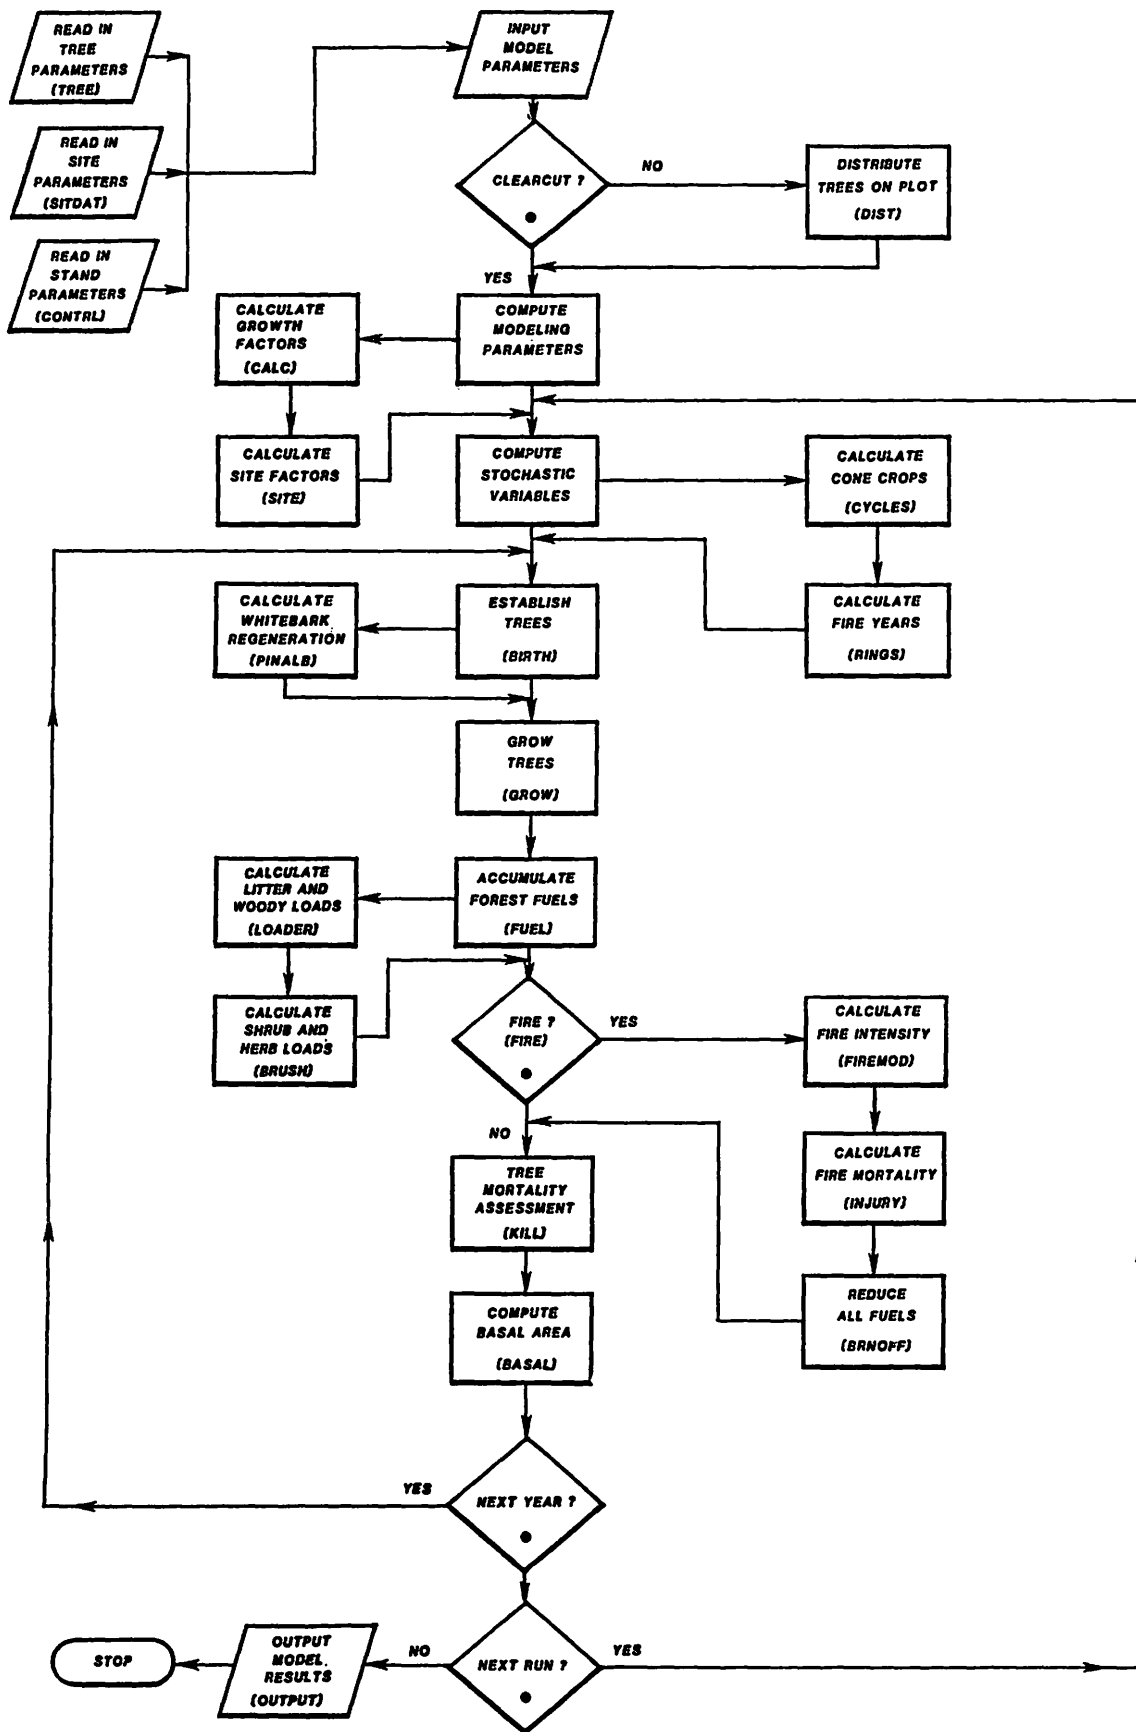 READ IN
TREE
PARAMETERS
(TREE)
INPUT
MODEL
PARAMETERS
READ IN
SITE
PARAMETERS
(SITDAT)
CLEARCUT ?
NO
DISTRIBUTE
TREES ON PLOT
(DIST)
READ IN
STAND
PARAMETERS
(CONTRL)
YES
CALCULATE
GROWTH
FACTORS
(CALC)
COMPUTE
MODELING
PARAMETERS
CALCULATE
SITE FACTORS
(SITE)
COMPUTE
STOCHASTIC
VARIABLES
CALCULATE
CONE CROPS
(CYCLES)
CALCULATE
WHITEBARK
REGENERATION
(PINALB)
ESTABLISH
TREES
(BIRTH)
CALCULATE
FIRE YEARS
(RINGS)
GROW
TREES
(GROW)
CALCULATE
LITTER AND
WOODY LOADS
(LOADER)
ACCUMULATE
FOREST FUELS
(FUEL)
CALCULATE
SHRUB AND
HERB LOADS
(BRUSH)
FIRE ?
(FIRE)
YES
CALCULATE
FIRE INTENSITY
(FIREMOD)
NO
TREE
MORTALITY
ASSESSMENT
(KILL)
CALCULATE
FIRE MORTALITY
(INJURY)
COMPUTE
BASAL AREA
(BASAL)
REDUCE
ALL FUELS
(BRNOFF)
YES
NEXT YEAR ?
STOP
OUTPUT
MODEL
RESULTS
(OUTPUT)
NO
NEXT RUN ?
YES